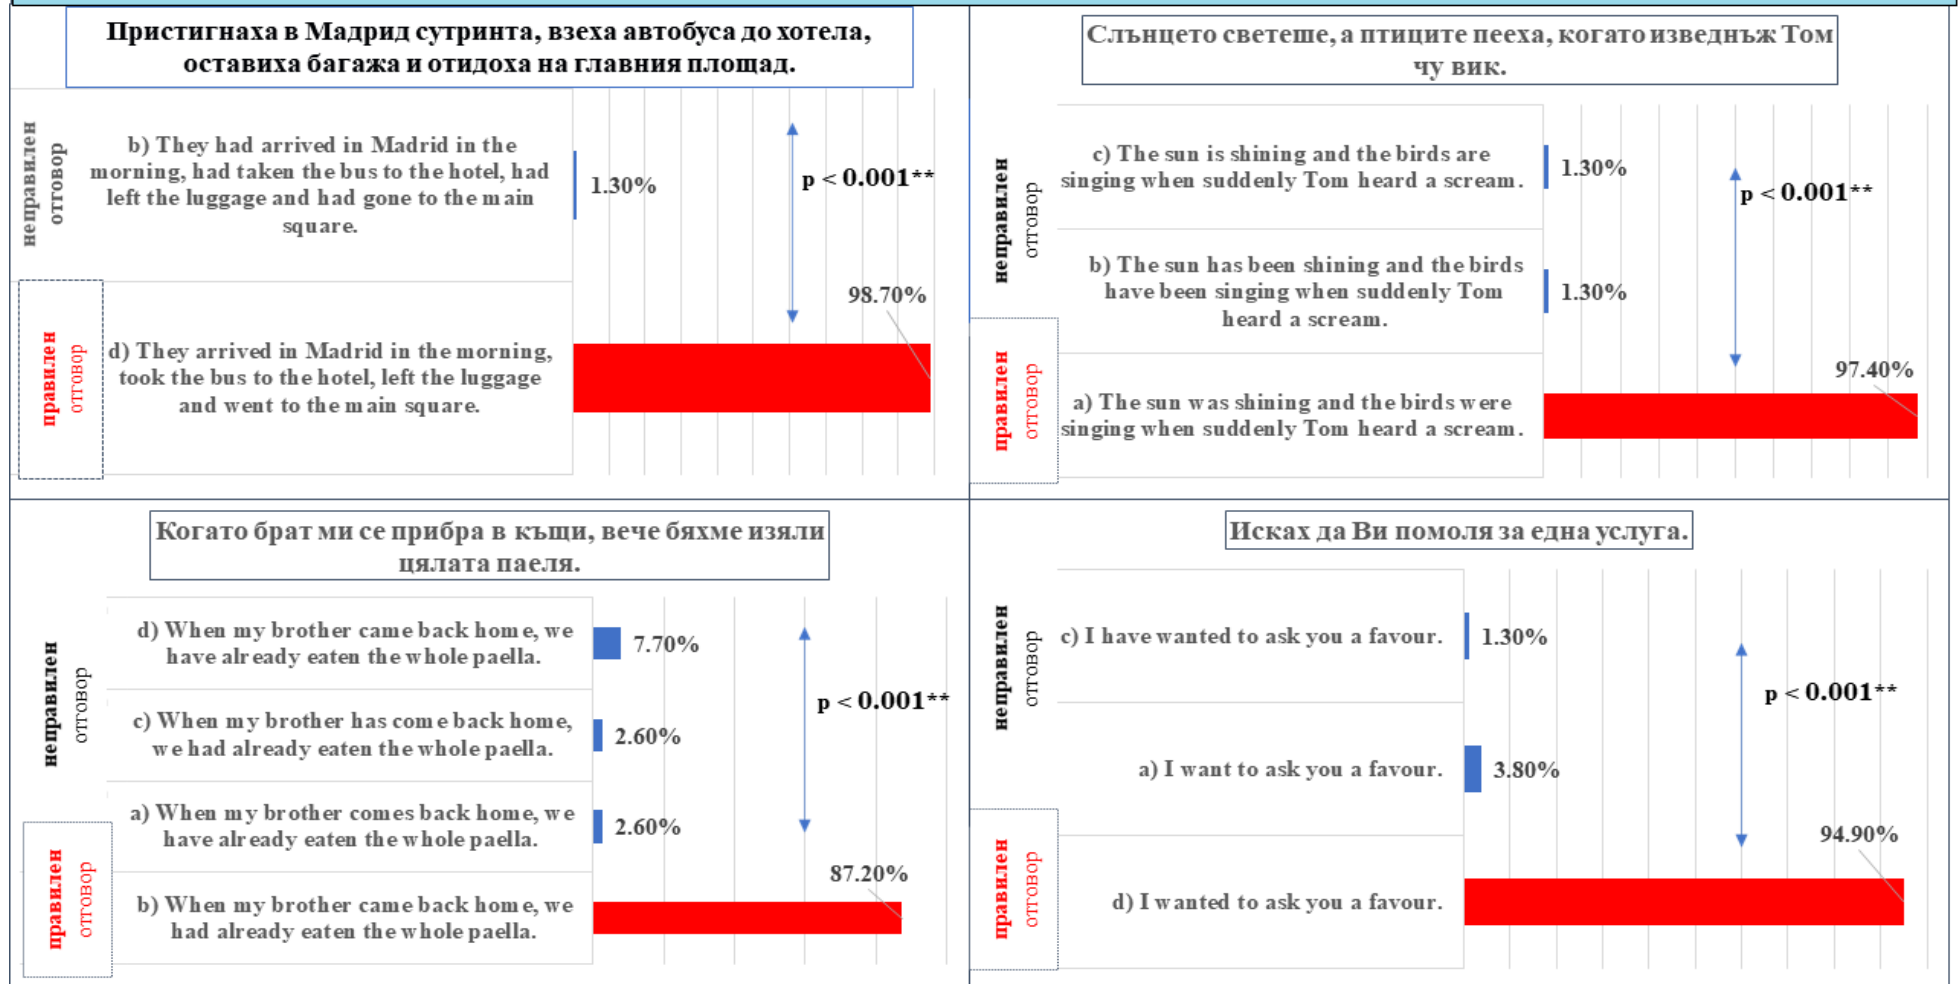 Пристигнаха в Мадрид сутринта, взеха автобуса до хотела,
оставиха багажа и отидоха на главния площад.
неправилен
отговор
b) They had arrived in Madrid in the
morning, had taken the bus to the hotel, had
left the luggage and had gone to the main
square.
1.30%
p < 0.001**
98.70%
правилен
отговор
d) They arrived in Madrid in the morning,
took the bus to the hotel, left the luggage
and went to the main square.
Слънцето светеше, а птиците пееха, когато изведнъж Том
чу вик.
неправилен
отговор
c) The sun is shining and the birds are
singing when suddenly Tom heard a scream.
1.30%
p < 0.001**
b) The sun has been shining and the birds
have been singing when suddenly Tom
heard a scream.
1.30%
97.40%
правилен
отговор
a) The sun was shining and the birds were
singing when suddenly Tom heard a scream.
Когато брат ми се прибра в къщи, вече бяхме изяли
цялата паеля.
неправилен
отговор
d) When my brother came back home, we
have already eaten the whole paella.
7.70%
p < 0.001**
c) When my brother has come back home,
we had already eaten the whole paella.
2.60%
a) When my brother comes back home, we
have already eaten the whole paella.
2.60%
87.20%
правилен
отговор
b) When my brother came back home, we
had already eaten the whole paella.
Исках да Ви помоля за една услуга.
неправилен
отговор
c) I have wanted to ask you a favour.
1.30%
p < 0.001**
a) I want to ask you a favour.
3.80%
94.90%
правилен
отговор
d) I wanted to ask you a favour.